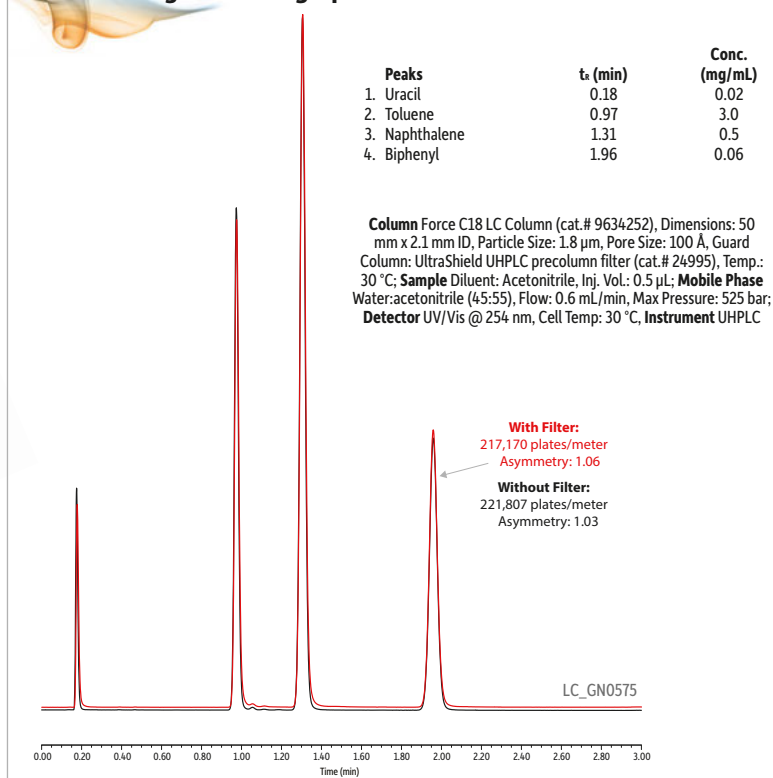 Conc.
Peaks tR (min) (mg/mL)
1. Uracil 0.18 0.02
2. Toluene 0.97 3.0
3. Naphthalene 1.31 0.5
4. Biphenyl 1.96 0.06
Column Force C18 LC Column (cat.# 9634252), Dimensions: 50
mm x 2.1 mm ID, Particle Size: 1.8 µm, Pore Size: 100 Å, Guard
Column: UltraShield UHPLC precolumn filter (cat.# 24995), Temp.:
30 °C; Sample Diluent: Acetonitrile, Inj. Vol.: 0.5 µL; Mobile Phase
Water:acetonitrile (45:55), Flow: 0.6 mL/min, Max Pressure: 525 bar;
Detector UV/Vis @ 254 nm, Cell Temp: 30 °C, Instrument UHPLC
With Filter:
217,170 plates/meter
Asymmetry: 1.06
Without Filter:
221,807 plates/meter
Asymmetry: 1.03
LC_GN0575
0.00 0.20 0.40 0.60 0.80 1.00 1.20 1.40 1.60 1.80 2.00 2.20 2.40 2.60 2.80 3.00
Time (min)